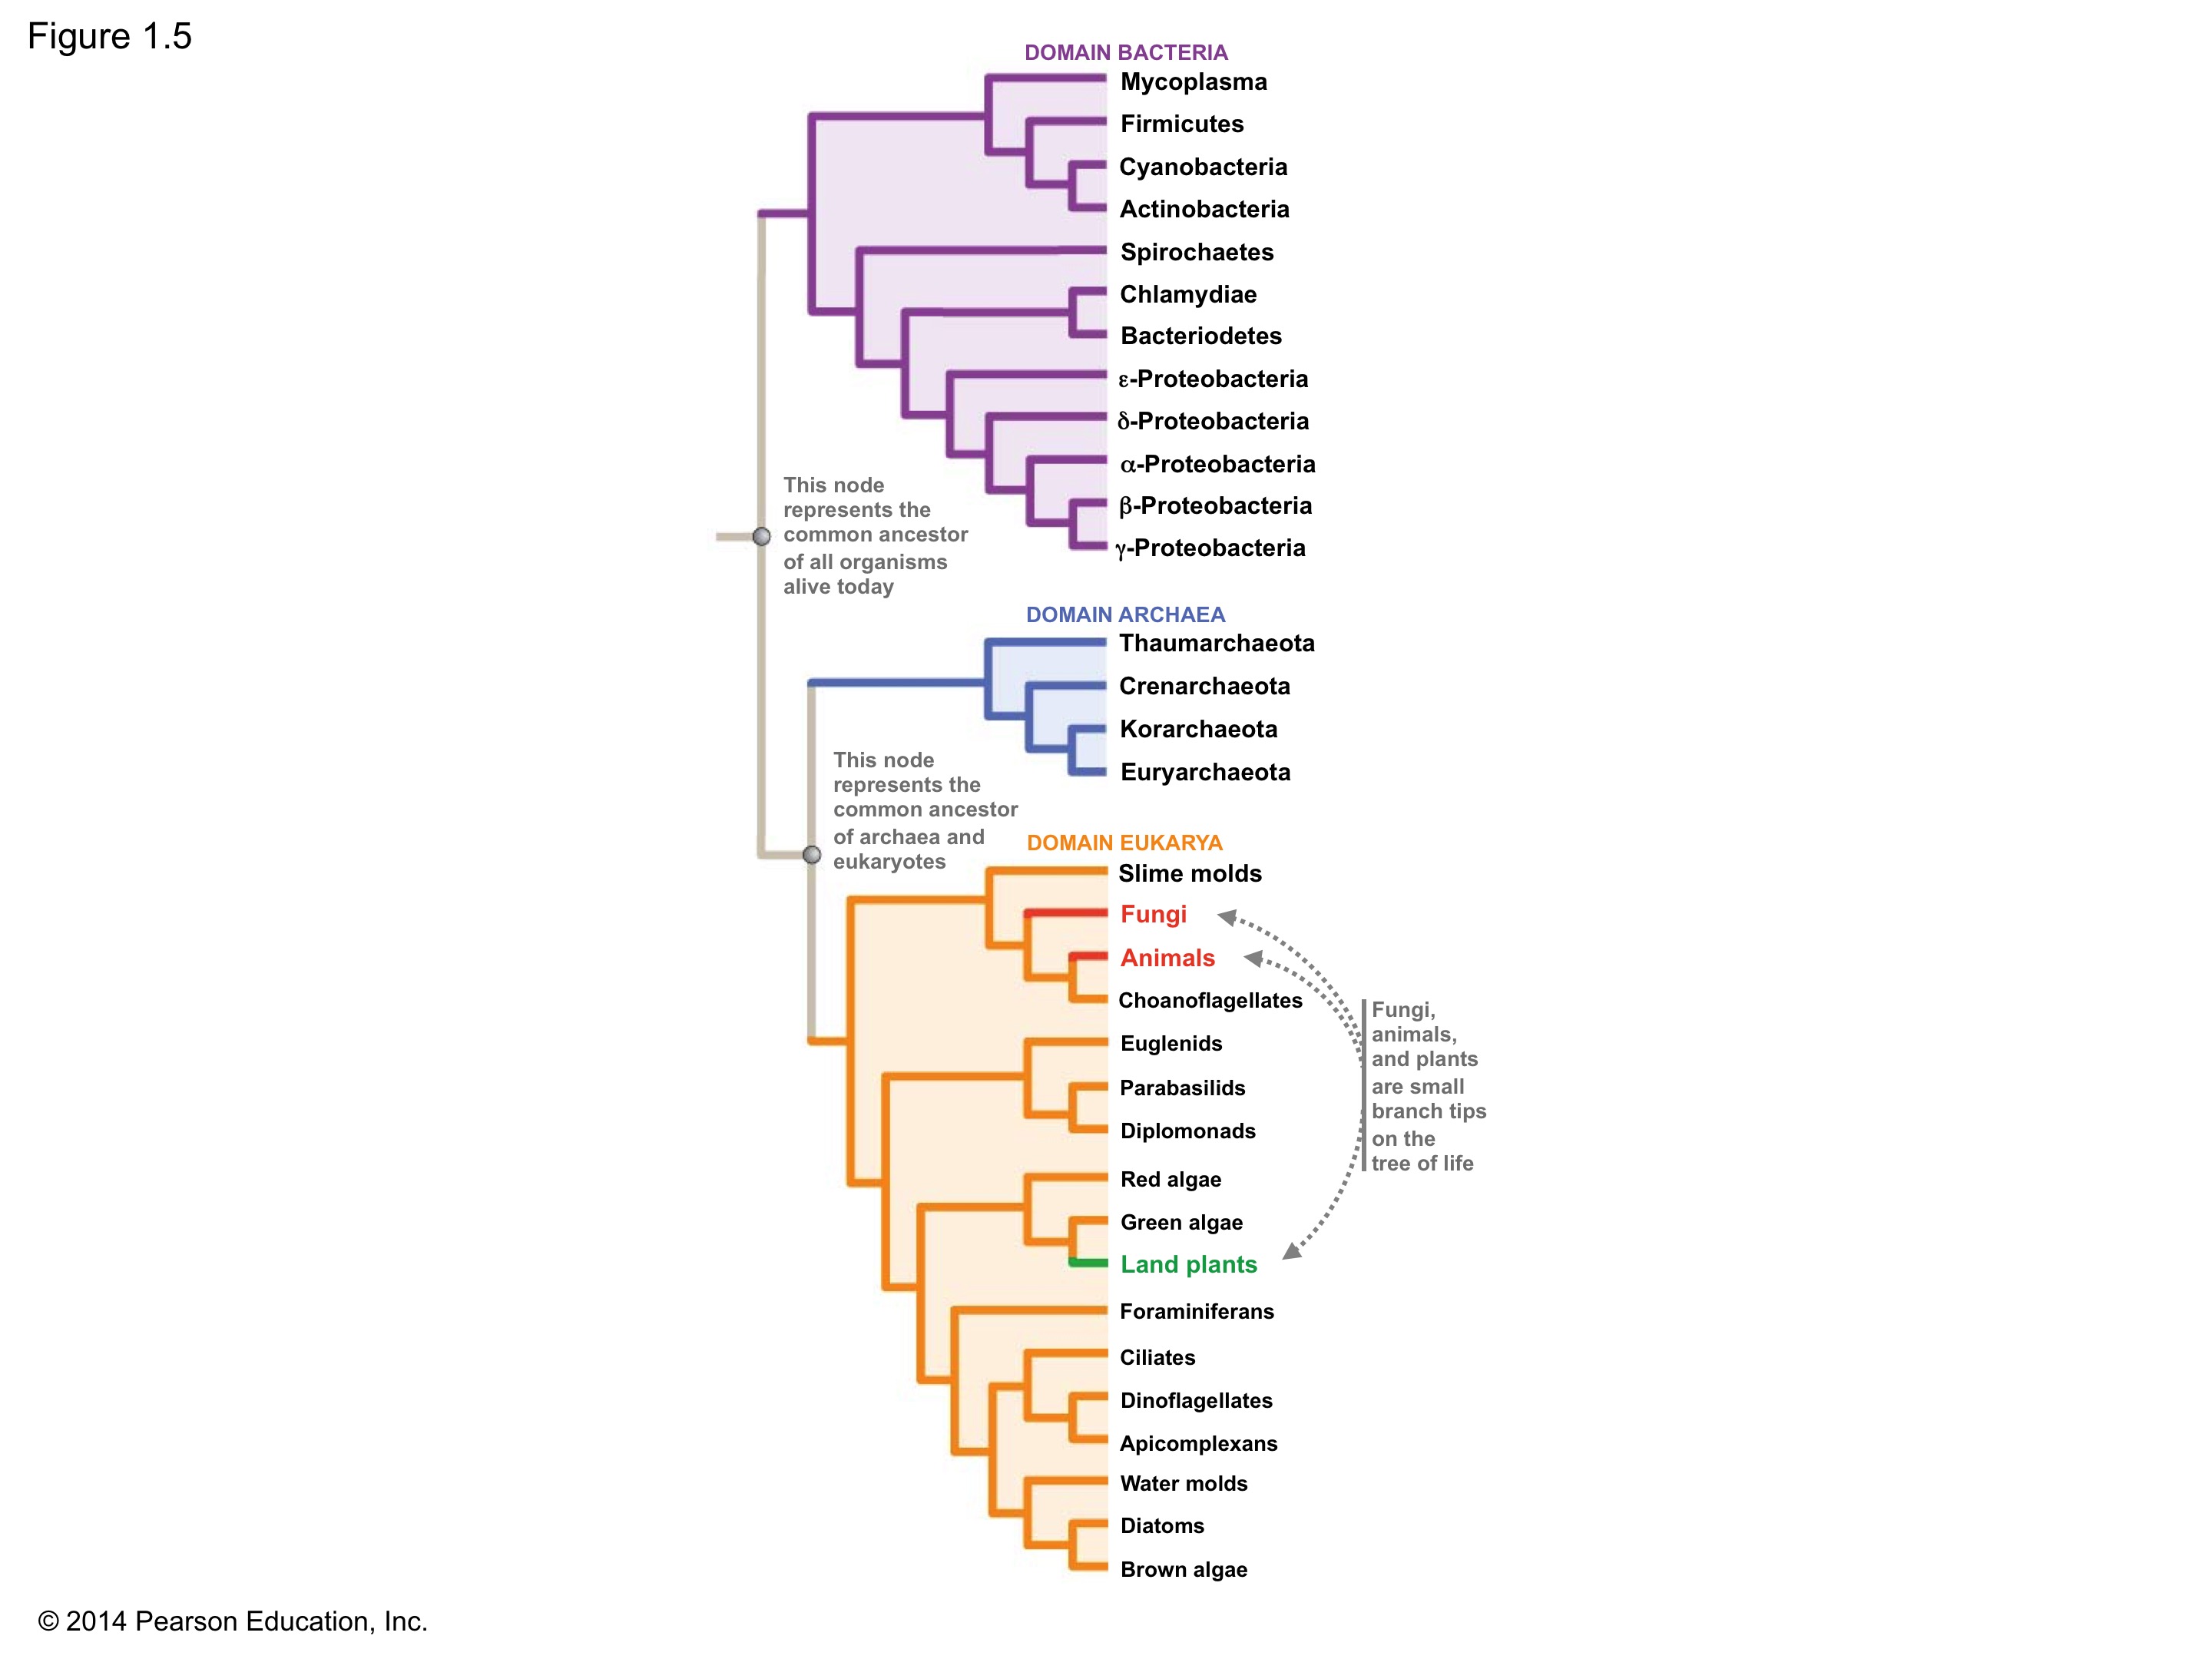 Figure 1.5
DOMAIN BACTERIA
Mycoplasma
Firmicutes
Cyanobacteria
Actinobacteria
Spirochaetes
Chlamydiae
Bacteriodetes
ε-Proteobacteria
δ-Proteobacteria
α-Proteobacteria
β-Proteobacteria
γ-Proteobacteria
This node
represents the
common ancestor
of all organisms
alive today
DOMAIN ARCHAEA
Thaumarchaeota
Crenarchaeota
Korarchaeota
Euryarchaeota
This node
represents the
common ancestor
of archaea and
eukaryotes
DOMAIN EUKARYA
Slime molds
Fungi
Animals
Choanoflagellates
Euglenids
Parabasilids
Diplomonads
Red algae
Green algae
Land plants
Foraminiferans
Ciliates
Dinoflagellates
Apicomplexans
Water molds
Diatoms
Brown algae
Fungi,
animals,
and plants
are small
branch tips
on the
tree of life
© 2014 Pearson Education, Inc.